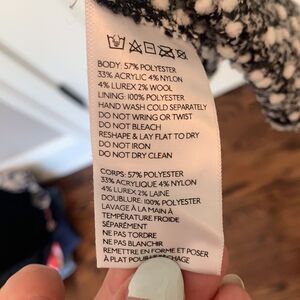 BODY: 57% POLYESTER
33% ACRYLIC 4% NYLON
4% LUREX 2% WOOL
LINING: 100% POLYESTER
HAND WASH COLD SEPARATELY
DO NOT WRING OR TWIST
DO NOT BLEACH
RESHAPE & LAY FLAT TO DRY
DO NOT IRON
DO NOT DRY CLEAN
CORPS: 57% POLYESTER
33% ACRYLIQUE 4% NYLON
4% LUREX 2% LAINE
DOUBLURE: 100% POLYESTER
LAVAGE À LA MAIN À
TEMPÉRATURE FROIDE
SÉPARÉMENT
NE PAS TORDRE
NE PAS BLANCHIR
REMETTRE EN FORME ET POSER
À PLAT POUR